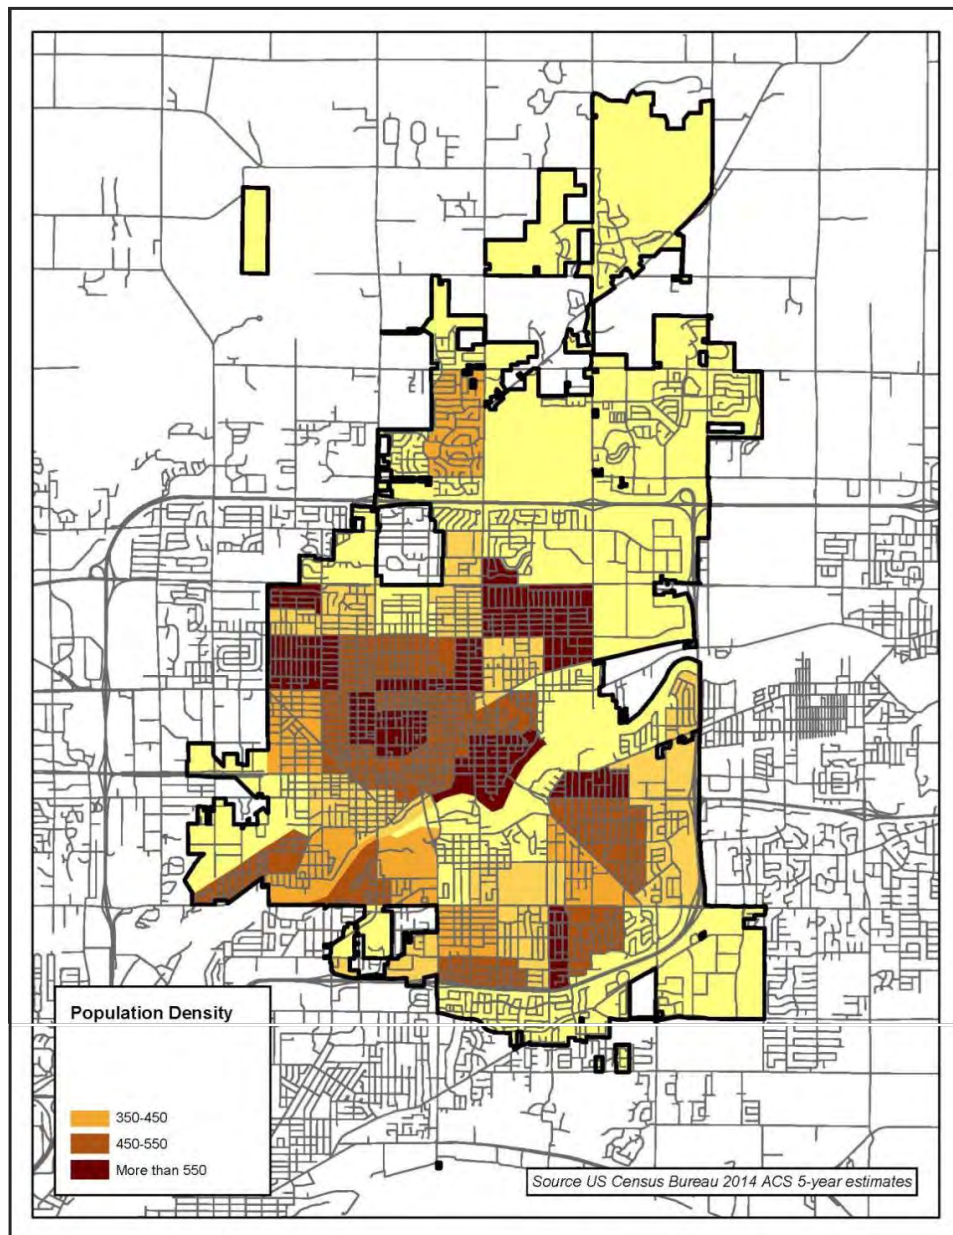 Population Density
350-450
450-550
More than 550
Source US Census Bureau 2014 ACS 5-year estimates